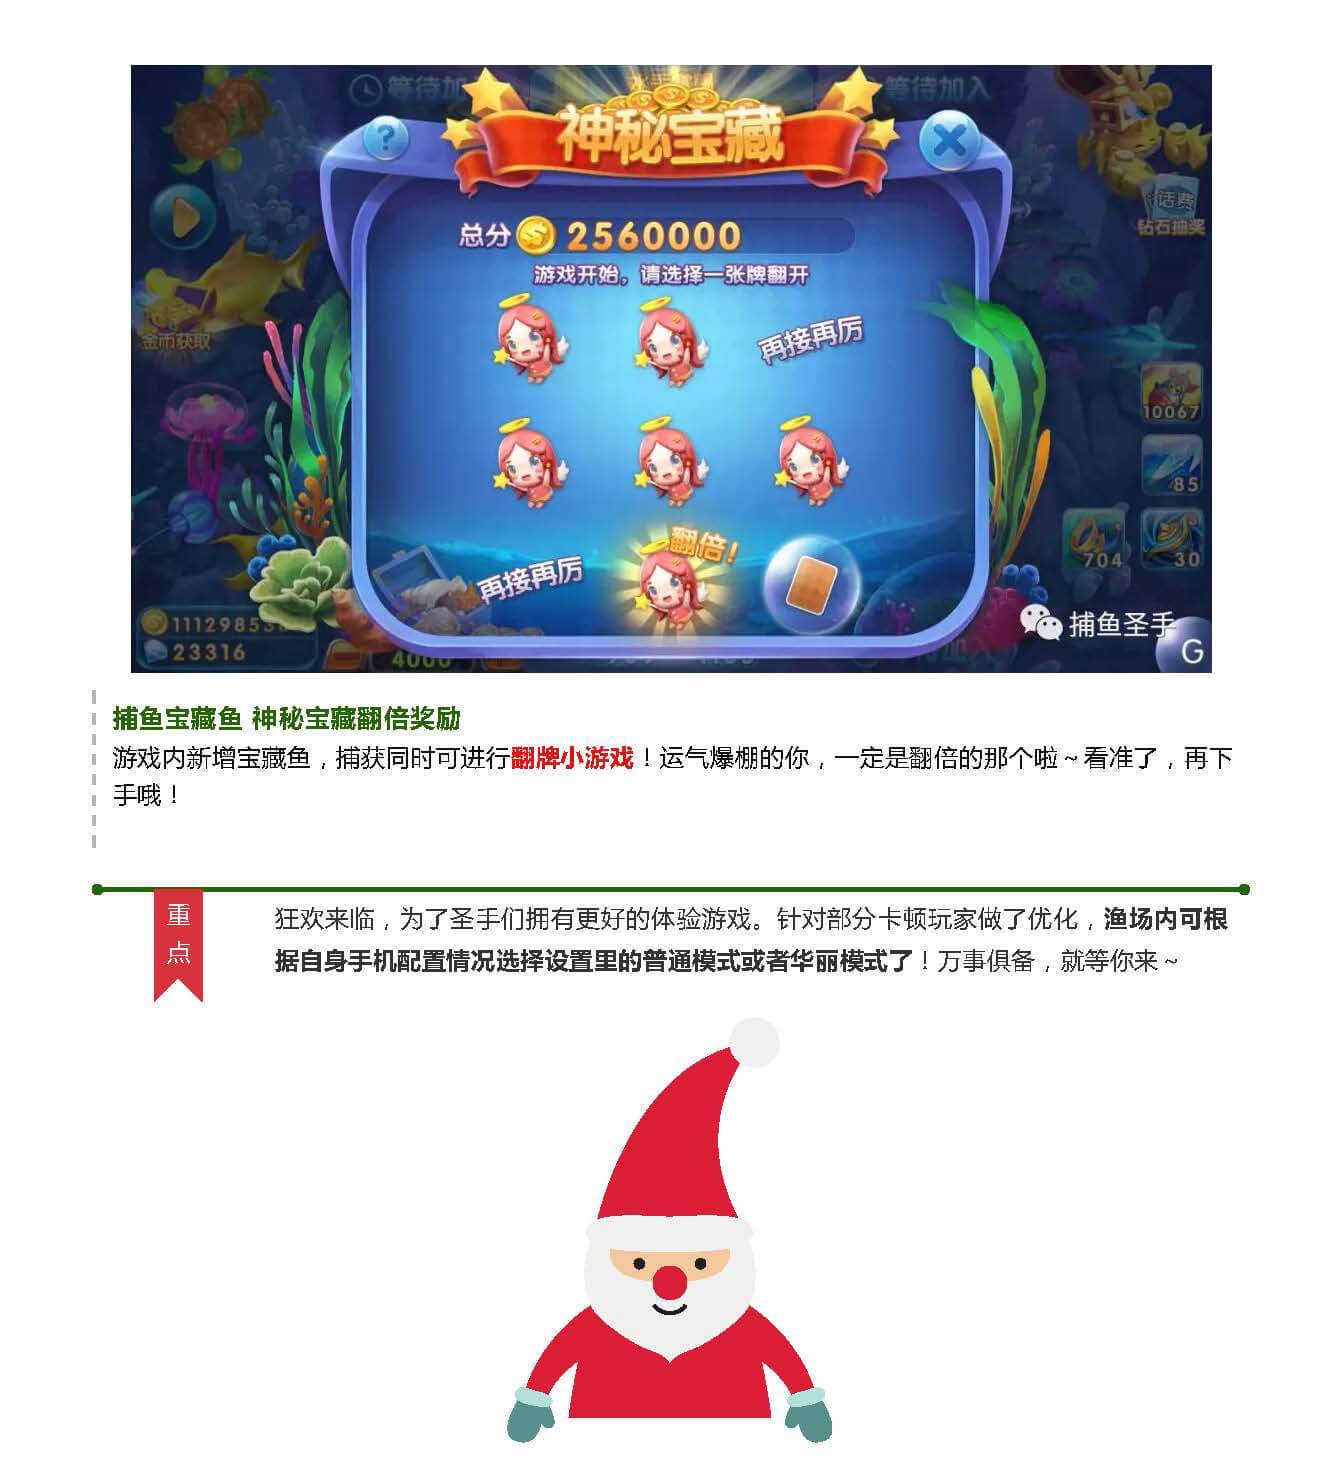 等待加
等待加入
神秘宝藏
?
总分 2560000
游戏开始，请选择一张牌翻开
话费
钻石抽奖
再接再厉
金币获取
10067
85
704
30
翻倍！
再接再厉
11129853
23316
4000
捕鱼圣手
G
捕鱼宝藏鱼 神秘宝藏翻倍奖励
游戏内新增宝藏鱼，捕获同时可进行翻牌小游戏！运气爆棚的你，一定是翻倍的那个啦～看准了，再下
手哦！
重点
狂欢来临，为了圣手们拥有更好的体验游戏。针对部分卡顿玩家做了优化，渔场内可根
据自身手机配置情况选择设置里的普通模式或者华丽模式了！万事俱备，就等你来～